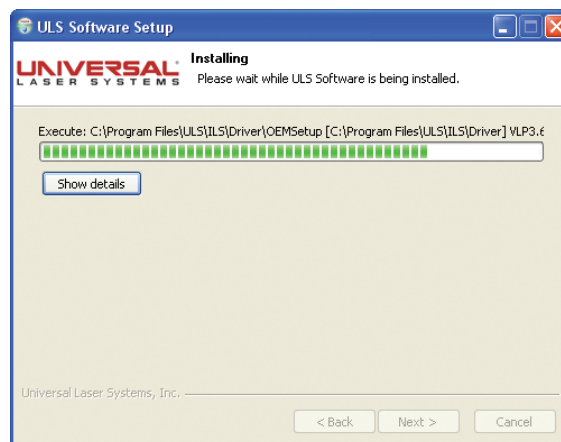 ULS Software Setup
UNIVERSAL
LASER SYSTEMS
Installing
Please wait while ULS Software is being installed.
Execute: C:\Program Files\ULS\ILS\Driver\OEMSetup [C:\Program Files\ULS\ILS\Driver] VLP3.6
Show details
Universal Laser Systems, Inc.
< Back
Next >
Cancel